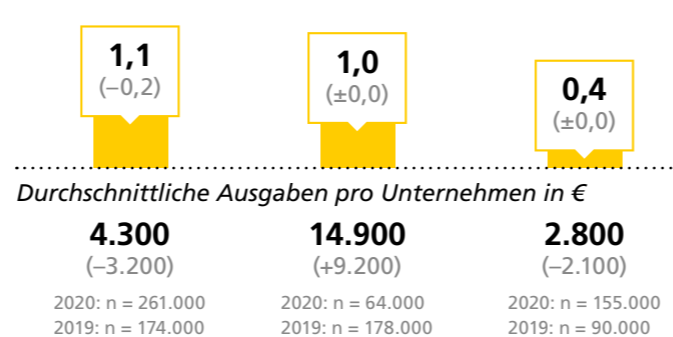 1,1
(−0,2)
1,0
(±0,0)
0,4
(±0,0)
Durchschnittliche Ausgaben pro Unternehmen in €
4.300
(−3.200)
2020: n = 261.000
2019: n = 174.000
14.900
(+9.200)
2020: n = 64.000
2019: n = 178.000
2.800
(−2.100)
2020: n = 155.000
2019: n = 90.000